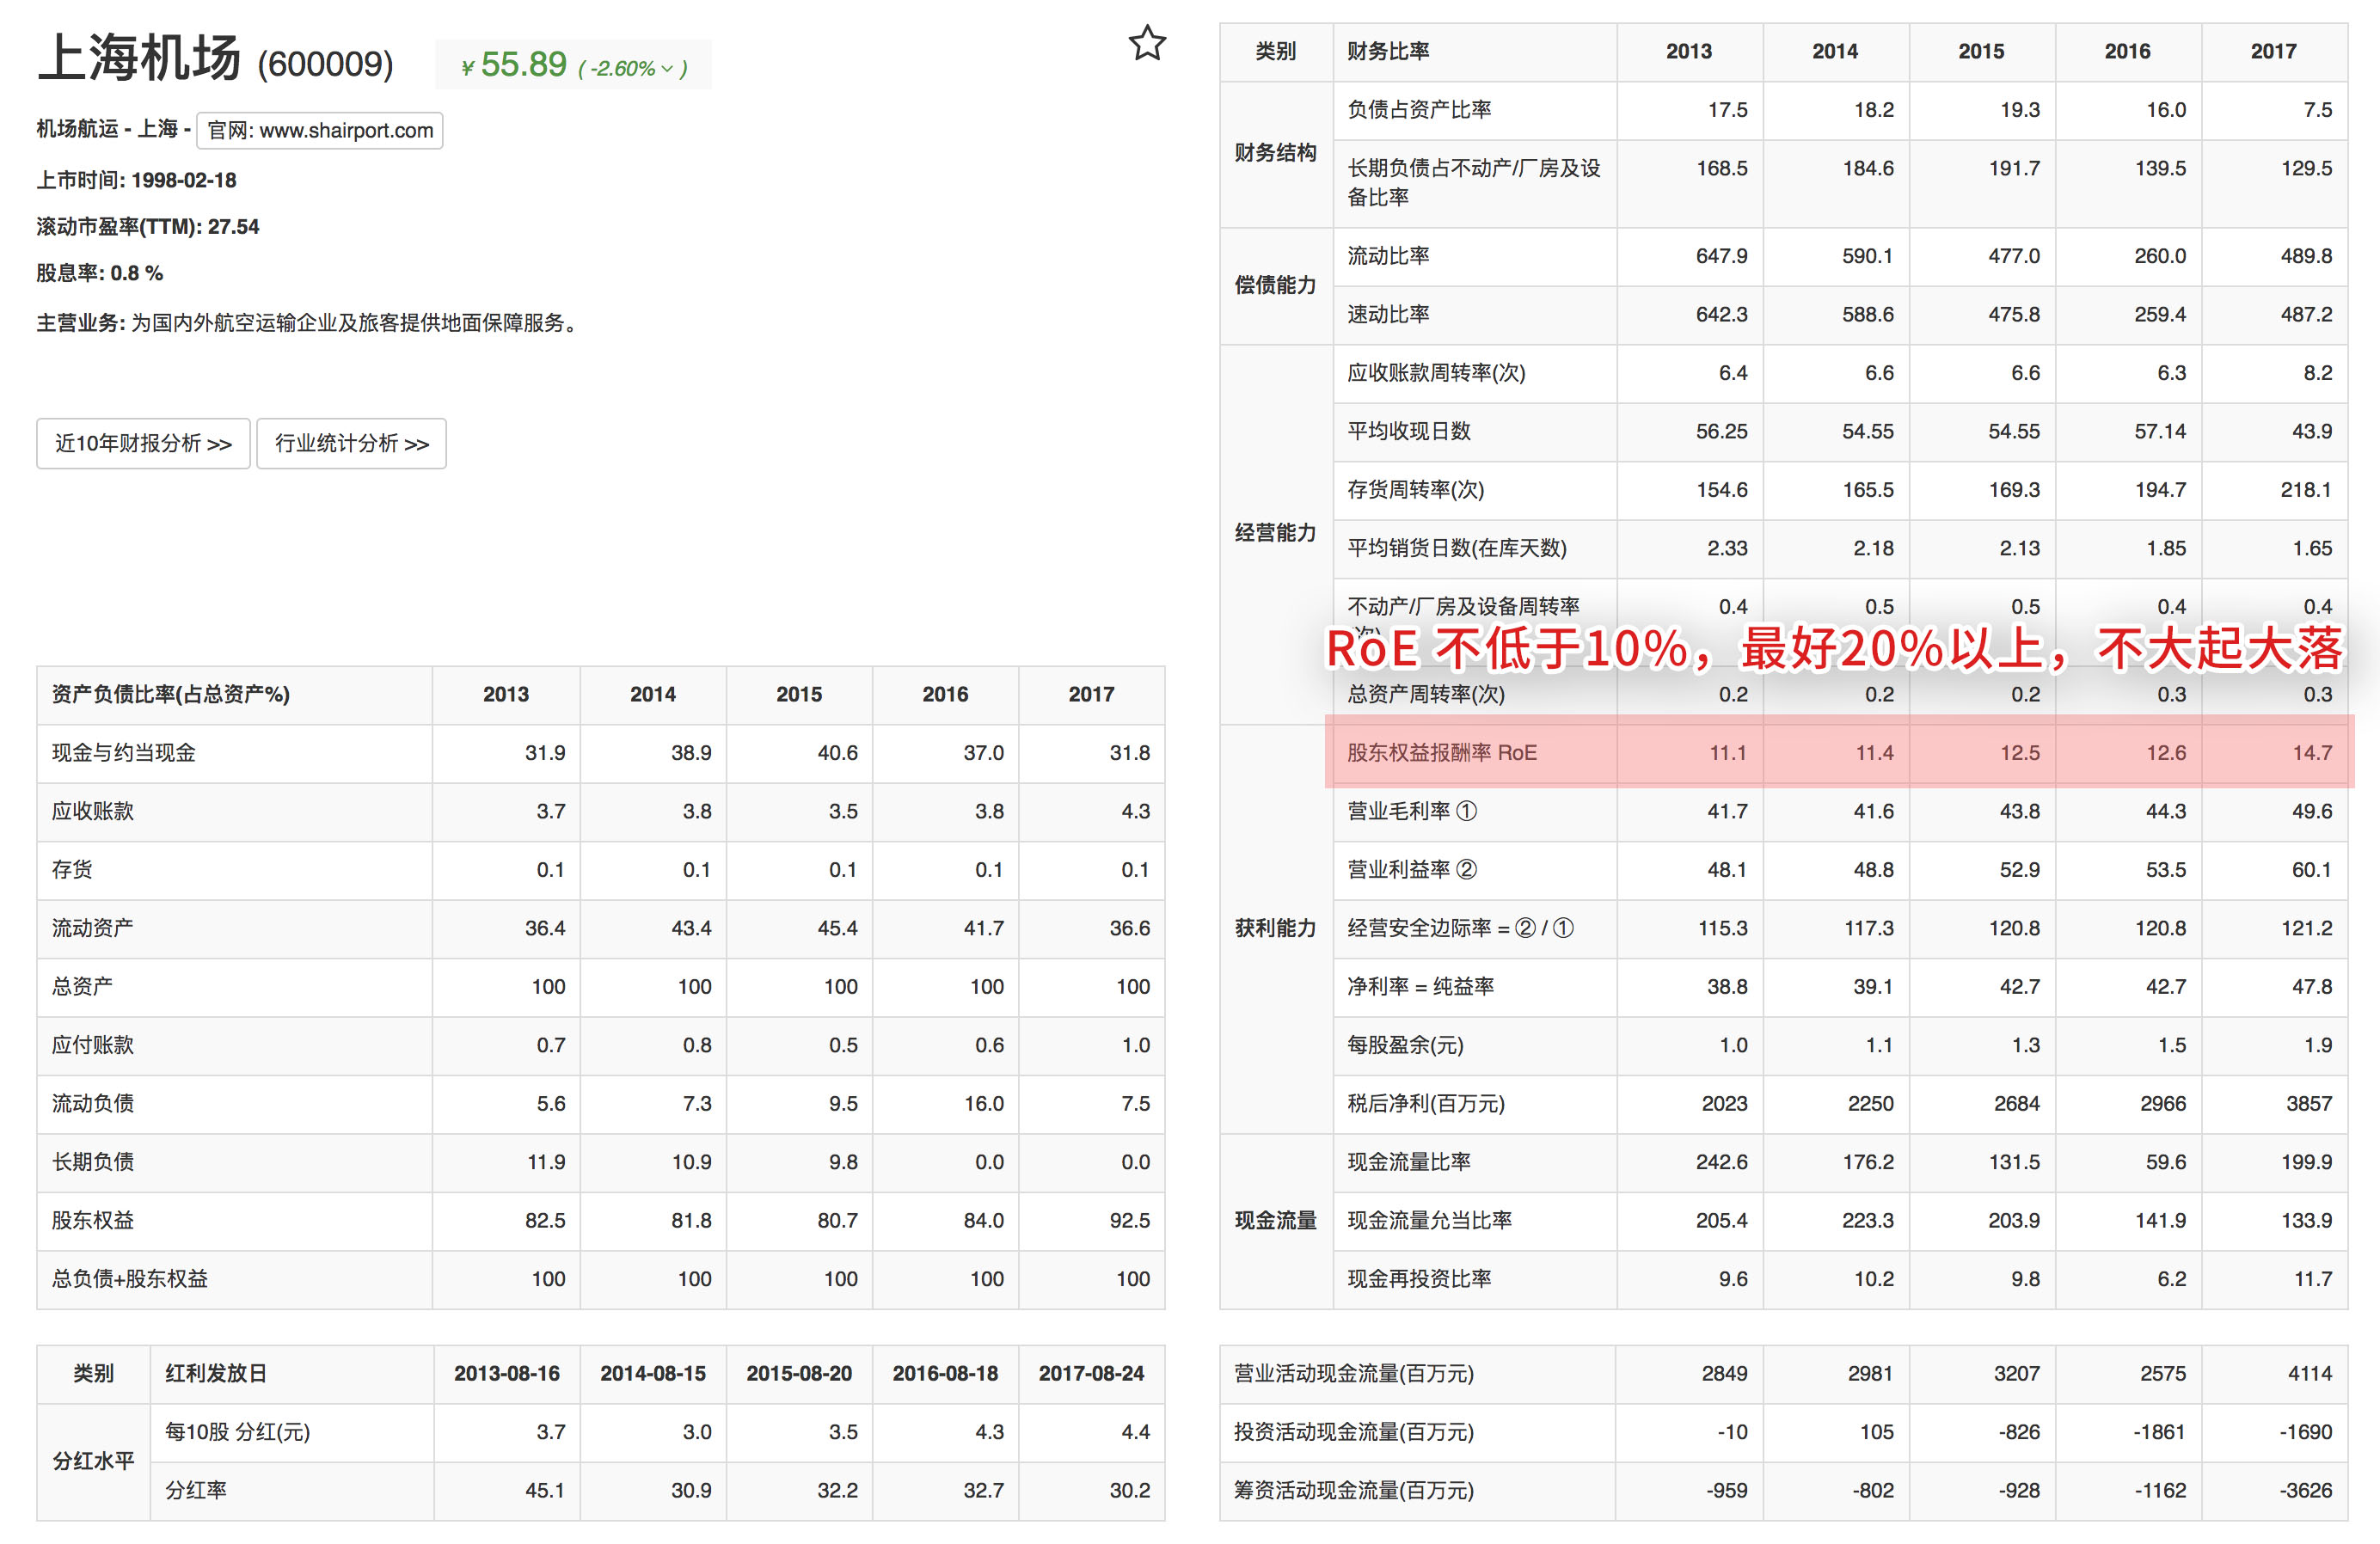 上海机场 (600009) ¥ 55.89 ( -2.60% )
机场航运 - 上海 - 官网: www.shairport.com
上市时间: 1998-02-18
滚动市盈率(TTM): 27.54
股息率: 0.8 %
主营业务: 为国内外航空运输企业及旅客提供地面保障服务。
近10年财报分析 >> 行业统计分析 >>
资产负债比率(占总资产%) 2013 2014 2015 2016 2017
现金与约当现金 31.9 38.9 40.6 37.0 31.8
应收账款 3.7 3.8 3.5 3.8 4.3
存货 0.1 0.1 0.1 0.1 0.1
流动资产 36.4 43.4 45.4 41.7 36.6
总资产 100 100 100 100 100
应付账款 0.7 0.8 0.5 0.6 1.0
流动负债 5.6 7.3 9.5 16.0 7.5
长期负债 11.9 10.9 9.8 0.0 0.0
股东权益 82.5 81.8 80.7 84.0 92.5
总负债+股东权益 100 100 100 100 100
类别 红利发放日 2013-08-16 2014-08-15 2015-08-20 2016-08-18 2017-08-24
分红水平
每10股 分红(元) 3.7 3.0 3.5 4.3 4.4
分红率 45.1 30.9 32.2 32.7 30.2
类别 财务比率 2013 2014 2015 2016 2017
财务结构
负债占资产比率 17.5 18.2 19.3 16.0 7.5
长期负债占不动产/厂房及设 168.5 184.6 191.7 139.5 129.5
备比率
偿债能力
流动比率 647.9 590.1 477.0 260.0 489.8
速动比率 642.3 588.6 475.8 259.4 487.2
经营能力
应收账款周转率(次) 6.4 6.6 6.6 6.3 8.2
平均收现日数 56.25 54.55 54.55 57.14 43.9
存货周转率(次) 154.6 165.5 169.3 194.7 218.1
平均销货日数(在库天数) 2.33 2.18 2.13 1.85 1.65
不动产/厂房及设备周转率 0.4 0.5 0.5 0.4 0.4
(次)
RoE 不低于10%，最好20%以上，不大起大落
总资产周转率(次) 0.2 0.2 0.2 0.3 0.3
获利能力
股东权益报酬率 RoE 11.1 11.4 12.5 12.6 14.7
营业毛利率 ① 41.7 41.6 43.8 44.3 49.6
营业利益率 ② 48.1 48.8 52.9 53.5 60.1
经营安全边际率 = ② / ① 115.3 117.3 120.8 120.8 121.2
净利率 = 纯益率 38.8 39.1 42.7 42.7 47.8
每股盈余(元) 1.0 1.1 1.3 1.5 1.9
税后净利(百万元) 2023 2250 2684 2966 3857
现金流量
现金流量比率 242.6 176.2 131.5 59.6 199.9
现金流量允当比率 205.4 223.3 203.9 141.9 133.9
现金再投资比率 9.6 10.2 9.8 6.2 11.7
营业活动现金流量(百万元) 2849 2981 3207 2575 4114
投资活动现金流量(百万元) -10 105 -826 -1861 -1690
筹资活动现金流量(百万元) -959 -802 -928 -1162 -3626